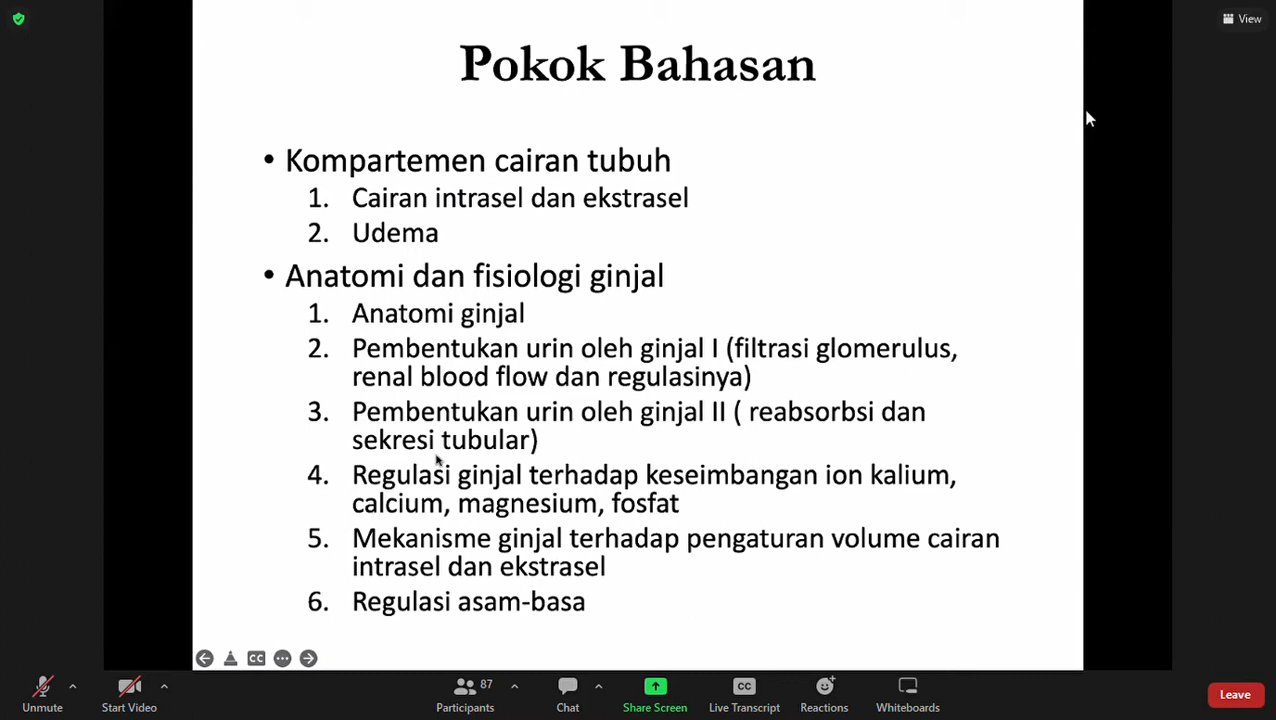 View
Pokok Bahasan
• Kompartemen cairan tubuh
1. Cairan intrasel dan ekstrasel
2. Udema
• Anatomi dan fisiologi ginjal
1. Anatomi ginjal
2. Pembentukan urin oleh ginjal I (filtrasi glomerulus,
renal blood flow dan regulasinya)
3. Pembentukan urin oleh ginjal II ( reabsorbsi dan
sekresi tubular)
4. Regulasi ginjal terhadap keseimbangan ion kalium,
calcium, magnesium, fosfat
5. Mekanisme ginjal terhadap pengaturan volume cairan
intrasel dan ekstrasel
6. Regulasi asam-basa
CC
87
CC
Unmute
Start Video
Participants
Chat
Share Screen
Live Transcript
Reactions
Whiteboards
Leave